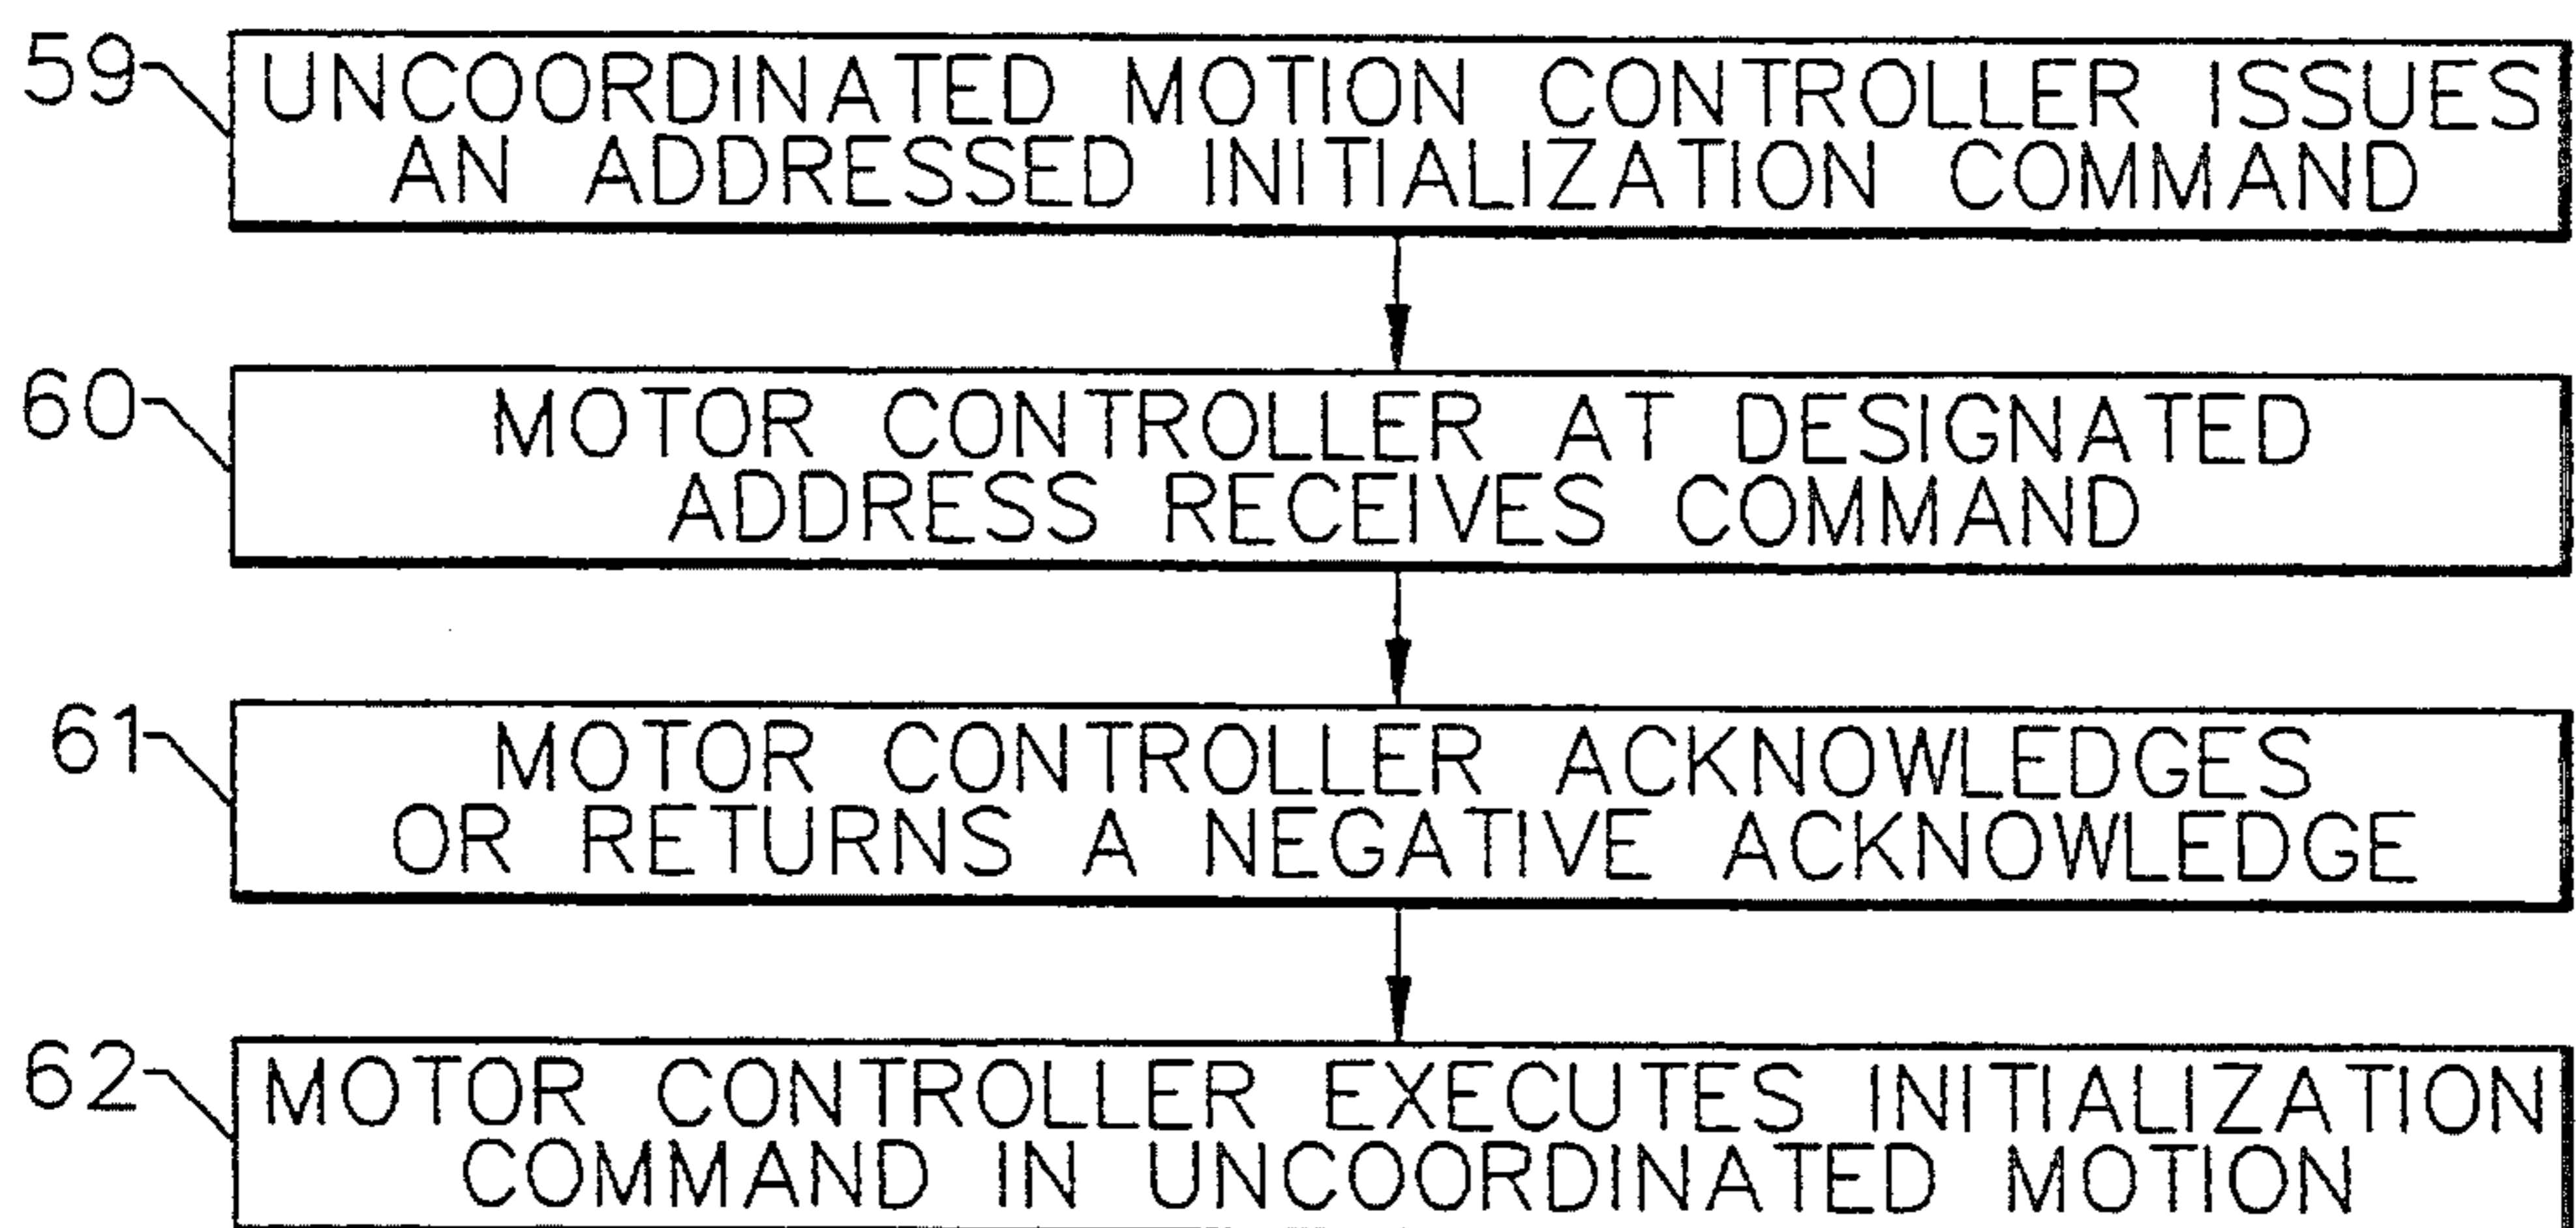 59
UNCOORDINATED MOTION CONTROLLER ISSUES
AN ADDRESSED INITIALIZATION COMMAND
60
MOTOR CONTROLLER AT DESIGNATED
ADDRESS RECEIVES COMMAND
61
MOTOR CONTROLLER ACKNOWLEDGES
OR RETURNS A NEGATIVE ACKNOWLEDGE
62
MOTOR CONTROLLER EXECUTES INITIALIZATION
COMMAND IN UNCOORDINATED MOTION